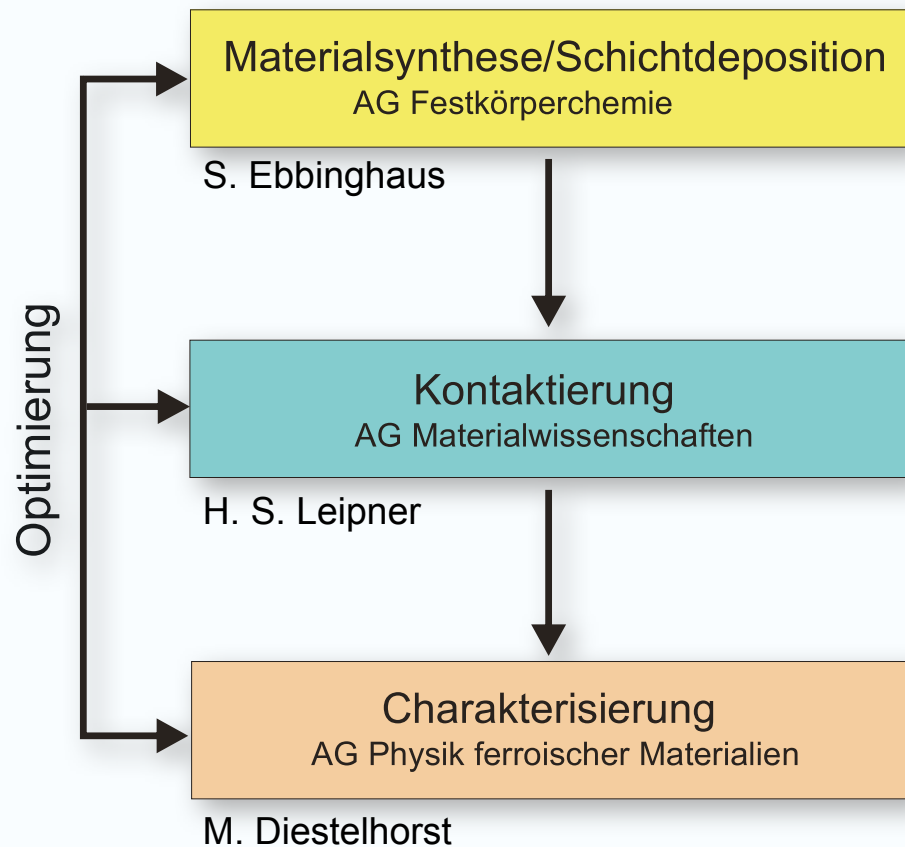 Materialsynthese/Schichtdeposition
AG Festkörperchemie
S. Ebbinghaus
Optimierung
Kontaktierung
AG Materialwissenschaften
H. S. Leipner
Charakterisierung
AG Physik ferroischer Materialien
M. Diestelhorst